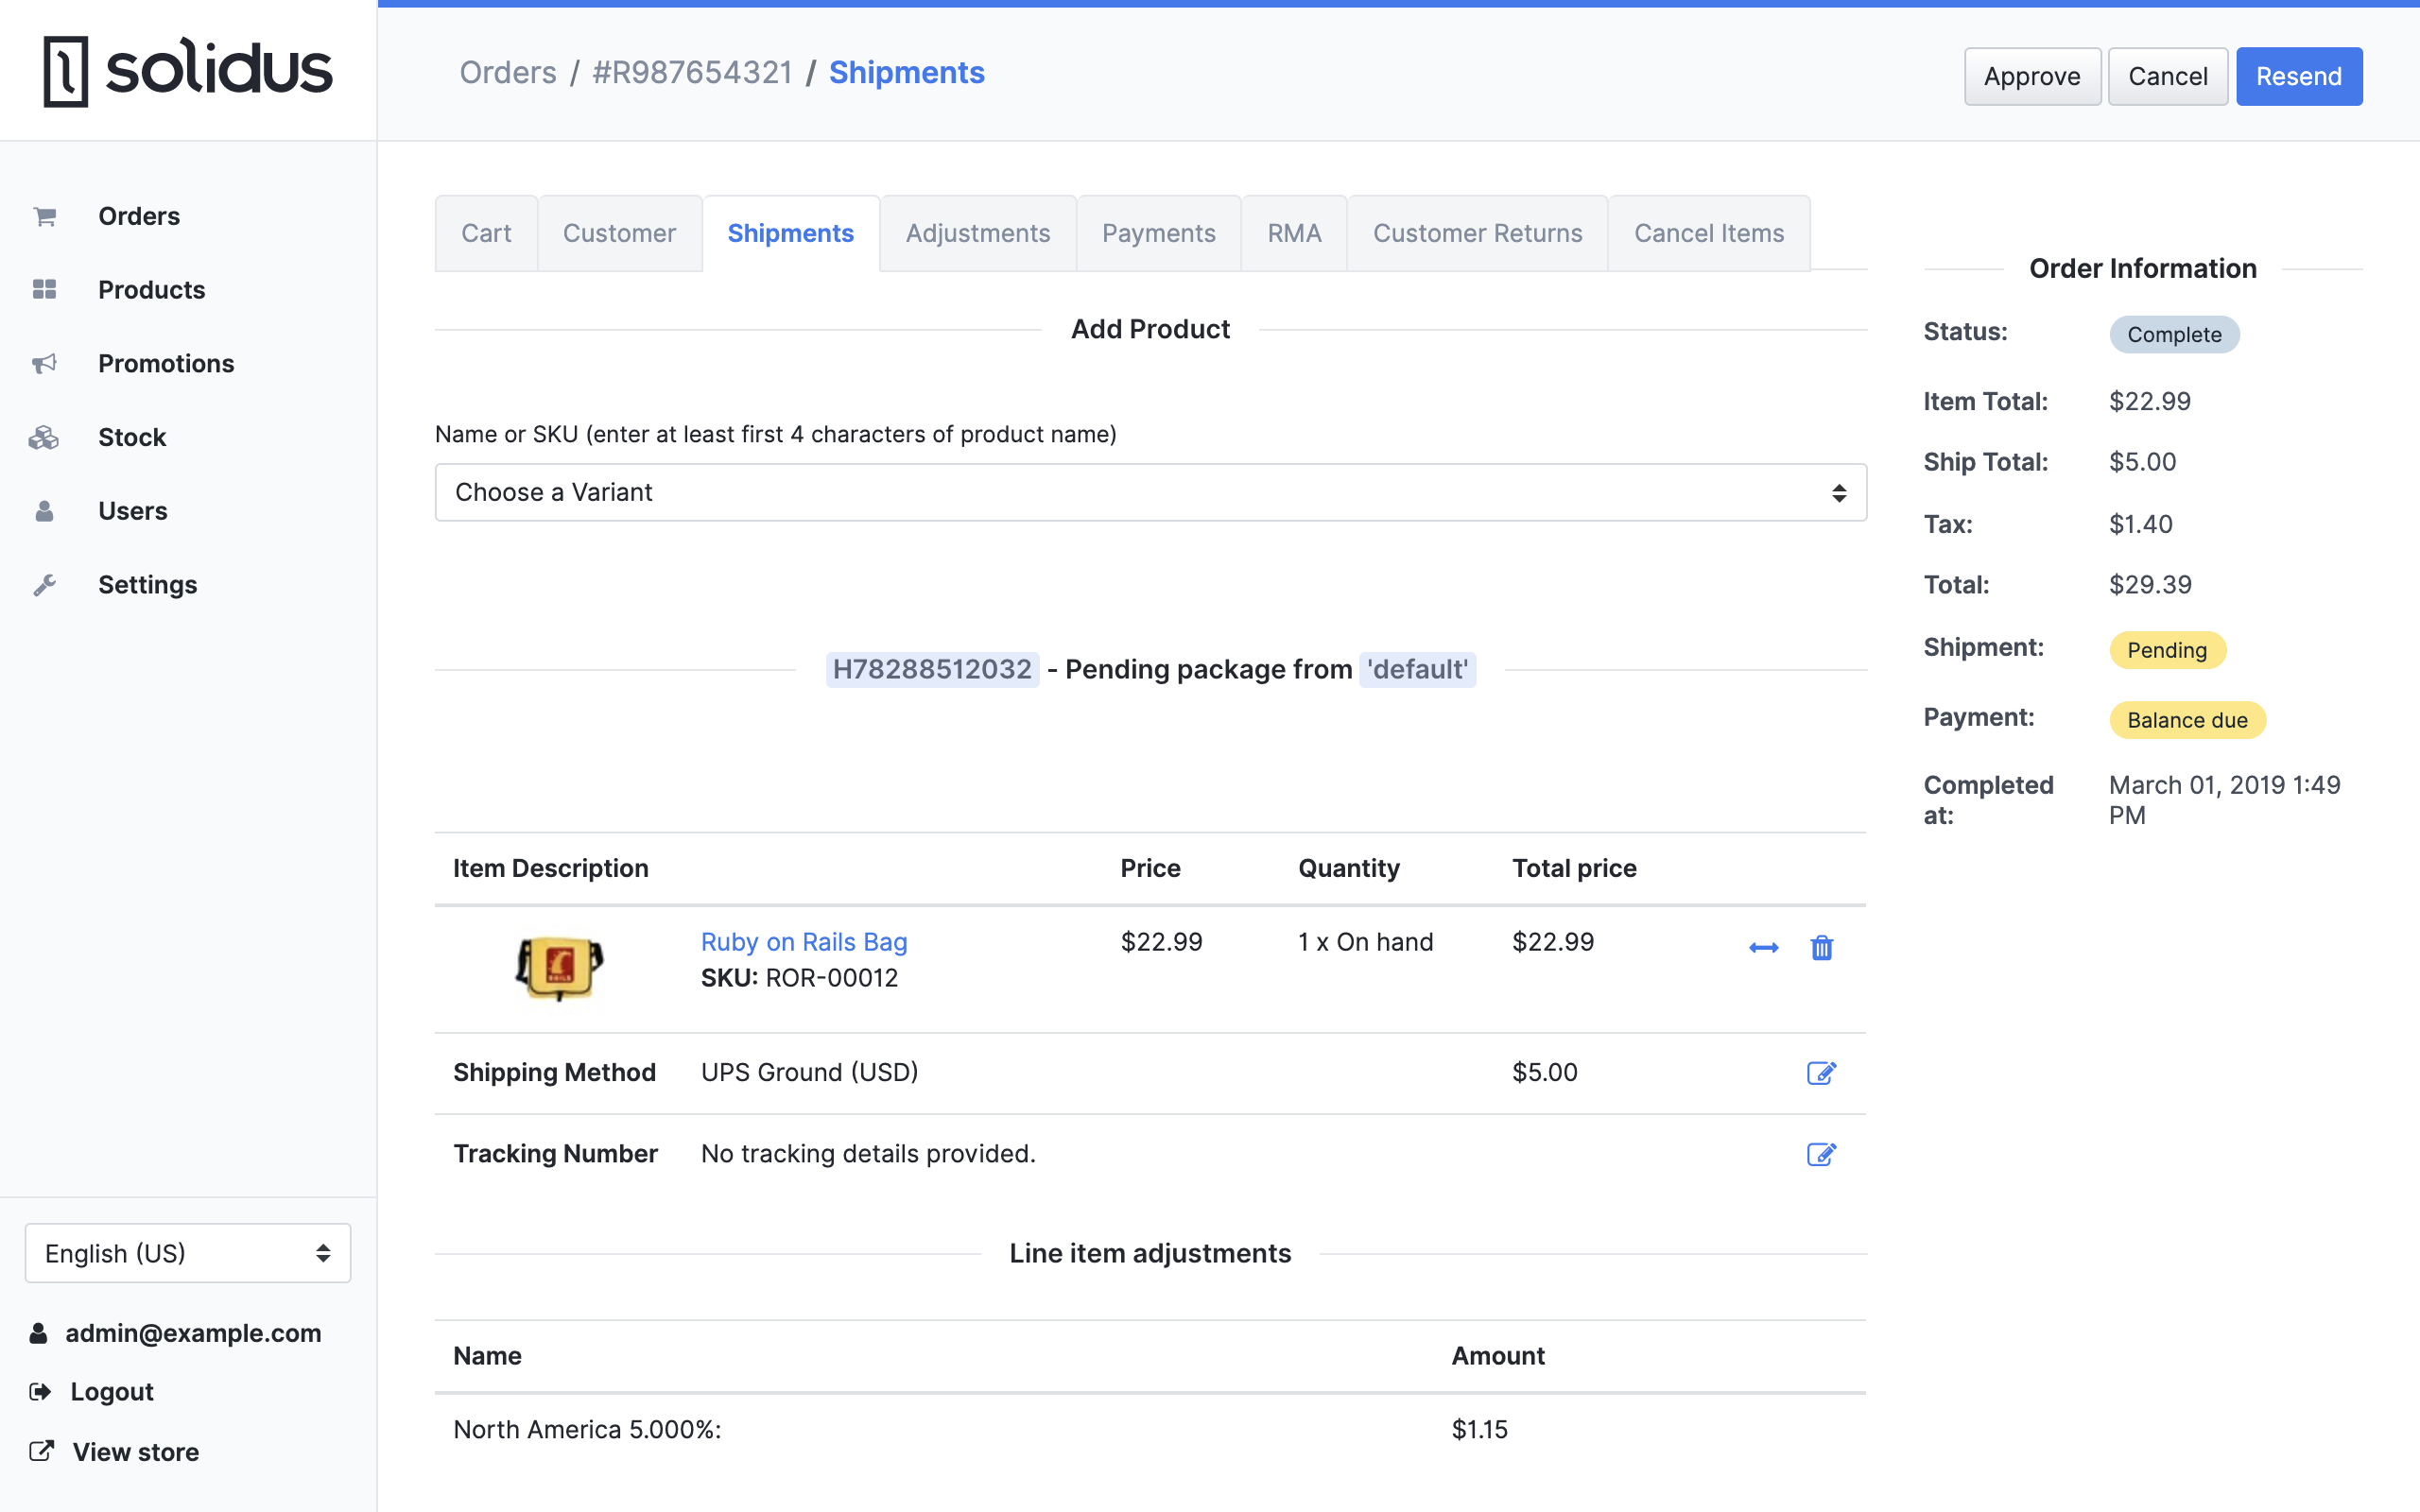 solidus
Orders / #R987654321 / Shipments
Approve
Cancel
Resend
Orders
Products
Promotions
Stock
Users
Settings
English (US)
admin@example.com
Logout
View store
Cart
Customer
Shipments
Adjustments
Payments
RMA
Customer Returns
Cancel Items
Add Product
Name or SKU (enter at least first 4 characters of product name)
Choose a Variant
H78288512032 - Pending package from 'default'
Item Description Price Quantity Total price
Ruby on Rails Bag $22.99 1 x On hand $22.99
SKU: ROR-00012
RAILS
Shipping Method UPS Ground (USD) $5.00
Tracking Number No tracking details provided.
Line item adjustments
Name Amount
North America 5.000%: $1.15
Order Information
Status: Complete
Item Total: $22.99
Ship Total: $5.00
Tax: $1.40
Total: $29.39
Shipment: Pending
Payment: Balance due
Completed at: March 01, 2019 1:49 PM